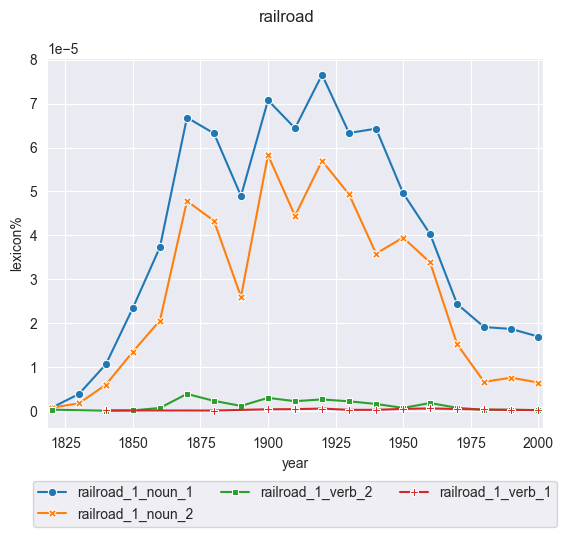 railroad
1e−5
8
7
6
5
4
3
2
1
0
lexicon%
1825 1850 1875 1900 1925 1950 1975 2000
year
railroad_1_noun_1 railroad_1_verb_2 railroad_1_verb_1
railroad_1_noun_2